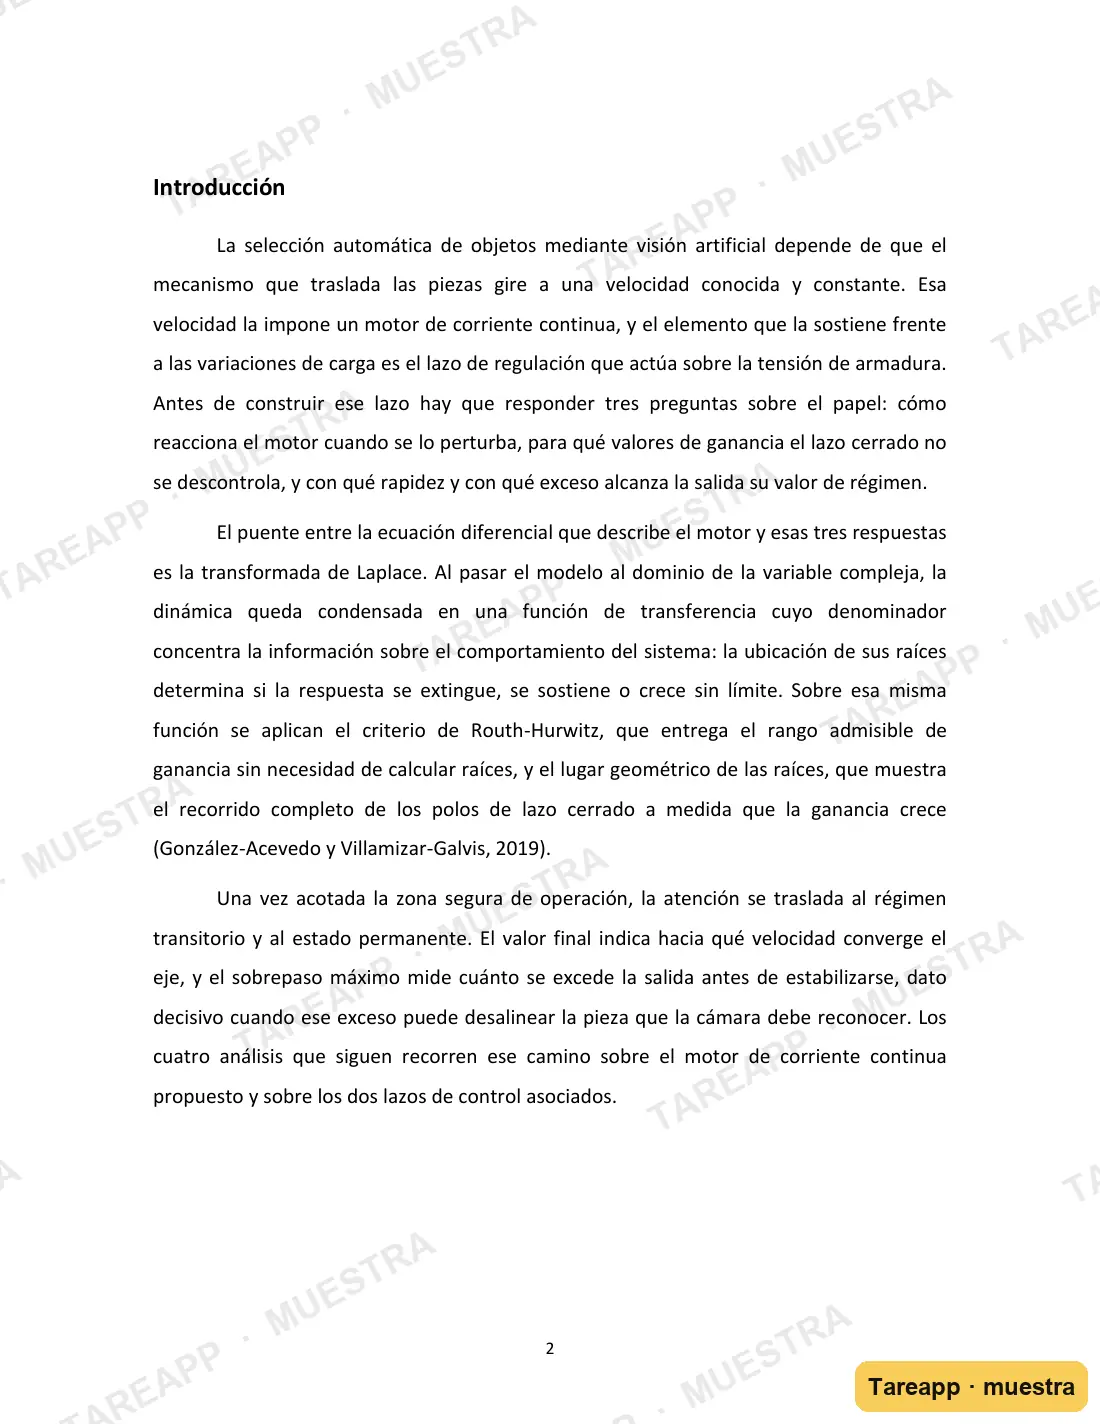 Introducción
La selección automática de objetos mediante visión artificial depende de que el
mecanismo que traslada las piezas gire a una velocidad conocida y constante. Esa
velocidad la impone un motor de corriente continua, y el elemento que la sostiene frente
a las variaciones de carga es el lazo de regulación que actúa sobre la tensión de armadura.
Antes de construir ese lazo hay que responder tres preguntas sobre el papel: cómo
reacciona el motor cuando se lo perturba, para qué valores de ganancia el lazo cerrado no
se descontrola, y con qué rapidez y con qué exceso alcanza la salida su valor de régimen.
El puente entre la ecuación diferencial que describe el motor y esas tres respuestas
es la transformada de Laplace. Al pasar el modelo al dominio de la variable compleja, la
dinámica queda condensada en una función de transferencia cuyo denominador
concentra la información sobre el comportamiento del sistema: la ubicación de sus raíces
determina si la respuesta se extingue, se sostiene o crece sin límite. Sobre esa misma
función se aplican el criterio de Routh-Hurwitz, que entrega el rango admisible de
ganancia sin necesidad de calcular raíces, y el lugar geométrico de las raíces, que muestra
el recorrido completo de los polos de lazo cerrado a medida que la ganancia crece
(González-Acevedo y Villamizar-Galvis, 2019).
Una vez acotada la zona segura de operación, la atención se traslada al régimen
transitorio y al estado permanente. El valor final indica hacia qué velocidad converge el
eje, y el sobrepaso máximo mide cuánto se excede la salida antes de estabilizarse, dato
decisivo cuando ese exceso puede desalinear la pieza que la cámara debe reconocer. Los
cuatro análisis que siguen recorren ese camino sobre el motor de corriente continua
propuesto y sobre los dos lazos de control asociados.
2
Tareapp · muestra
TAREAPP · MUESTRA
TAREAPP · MUESTRA
TAREAPP · MUESTRA
TAREAPP · MUESTRA
TAREAPP · MUESTRA
TAREAPP · MUESTRA
TAREAPP · MUESTRA